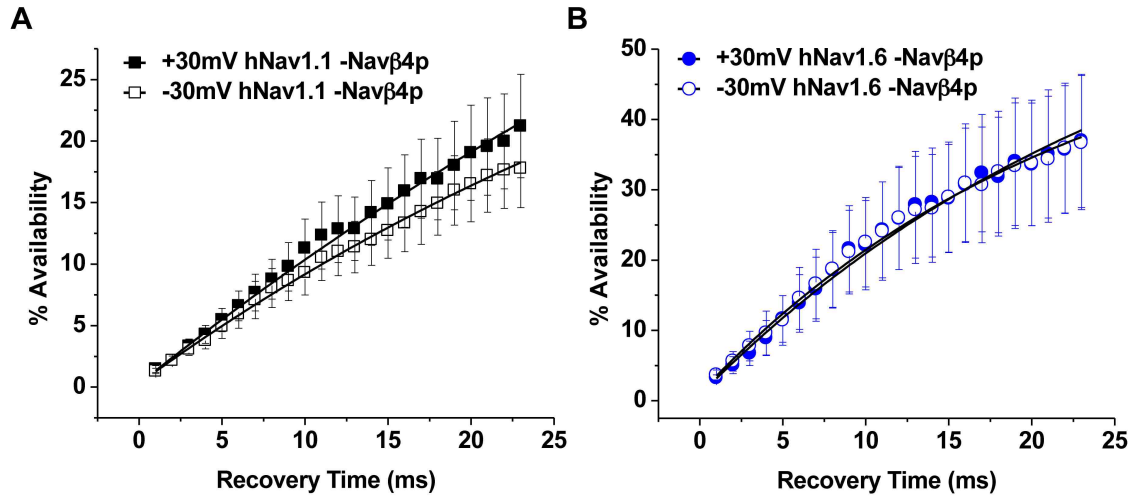 A
+30mV hNav1.1 -Navβ4p
-30mV hNav1.1 -Navβ4p
% Availability
25
20
15
10
5
0
0 5 10 15 20 25
Recovery Time (ms)
B
+30mV hNav1.6 -Navβ4p
-30mV hNav1.6 -Navβ4p
% Availability
50
40
30
20
10
0
0 5 10 15 20 25
Recovery Time (ms)